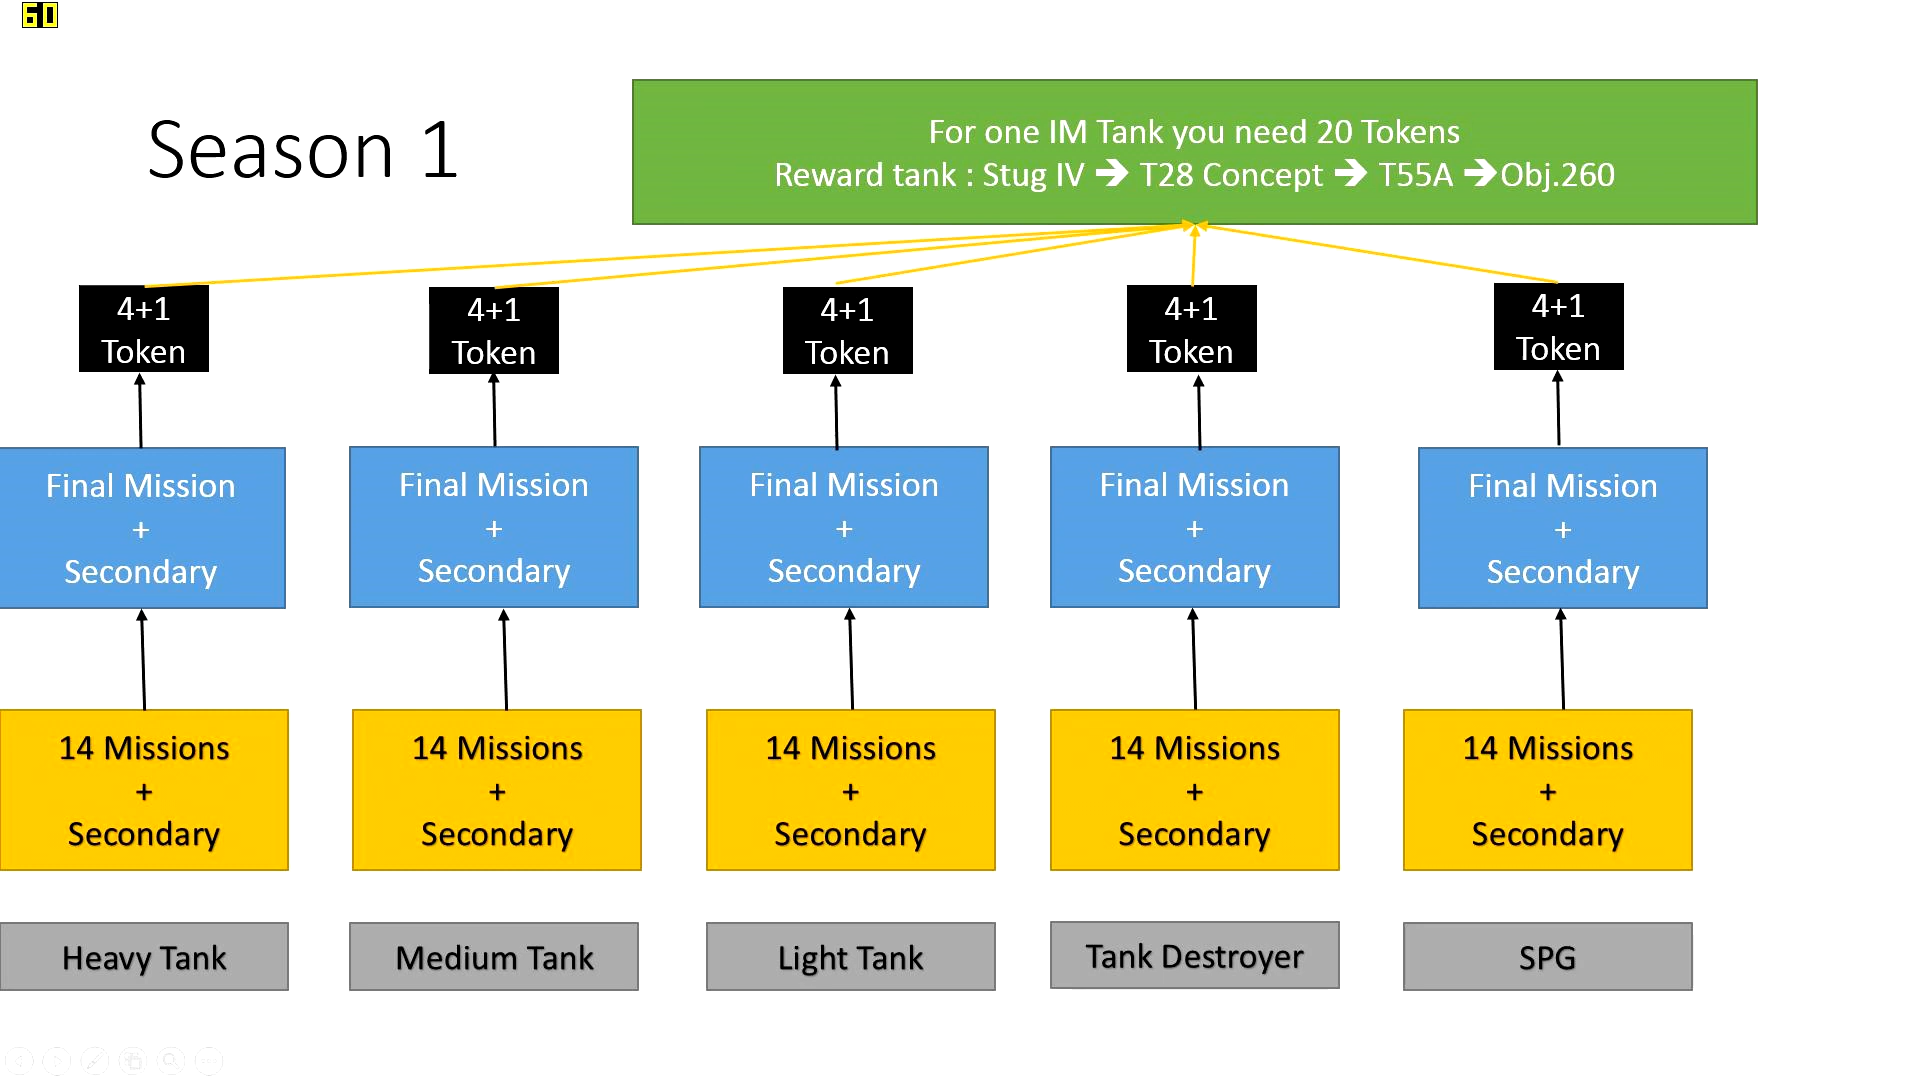 60
Season 1
For one IM Tank you need 20 Tokens
Reward tank : Stug IV ➔ T28 Concept ➔ T55A ➔Obj.260
4+1
Token
4+1
Token
4+1
Token
4+1
Token
4+1
Token
Final Mission
+
Secondary
Final Mission
+
Secondary
Final Mission
+
Secondary
Final Mission
+
Secondary
Final Mission
+
Secondary
14 Missions
+
Secondary
14 Missions
+
Secondary
14 Missions
+
Secondary
14 Missions
+
Secondary
14 Missions
+
Secondary
Heavy Tank
Medium Tank
Light Tank
Tank Destroyer
SPG